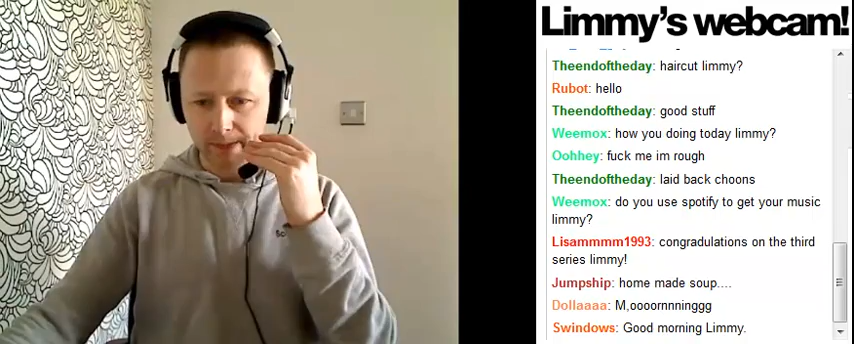 Limmy's webcam!
Theendoftheday: haircut limmy?
Rubot: hello
Theendoftheday: good stuff
Weemox: how you doing today limmy?
Oohhey: fuck me im rough
Theendoftheday: laid back choons
Weemox: do you use spotify to get your music
limmy?
Lisammmm1993: congradulations on the third
series limmy!
Jumpship: home made soup....
Dollaaaa: M,oooornnninggg
Swindows: Good morning Limmy.